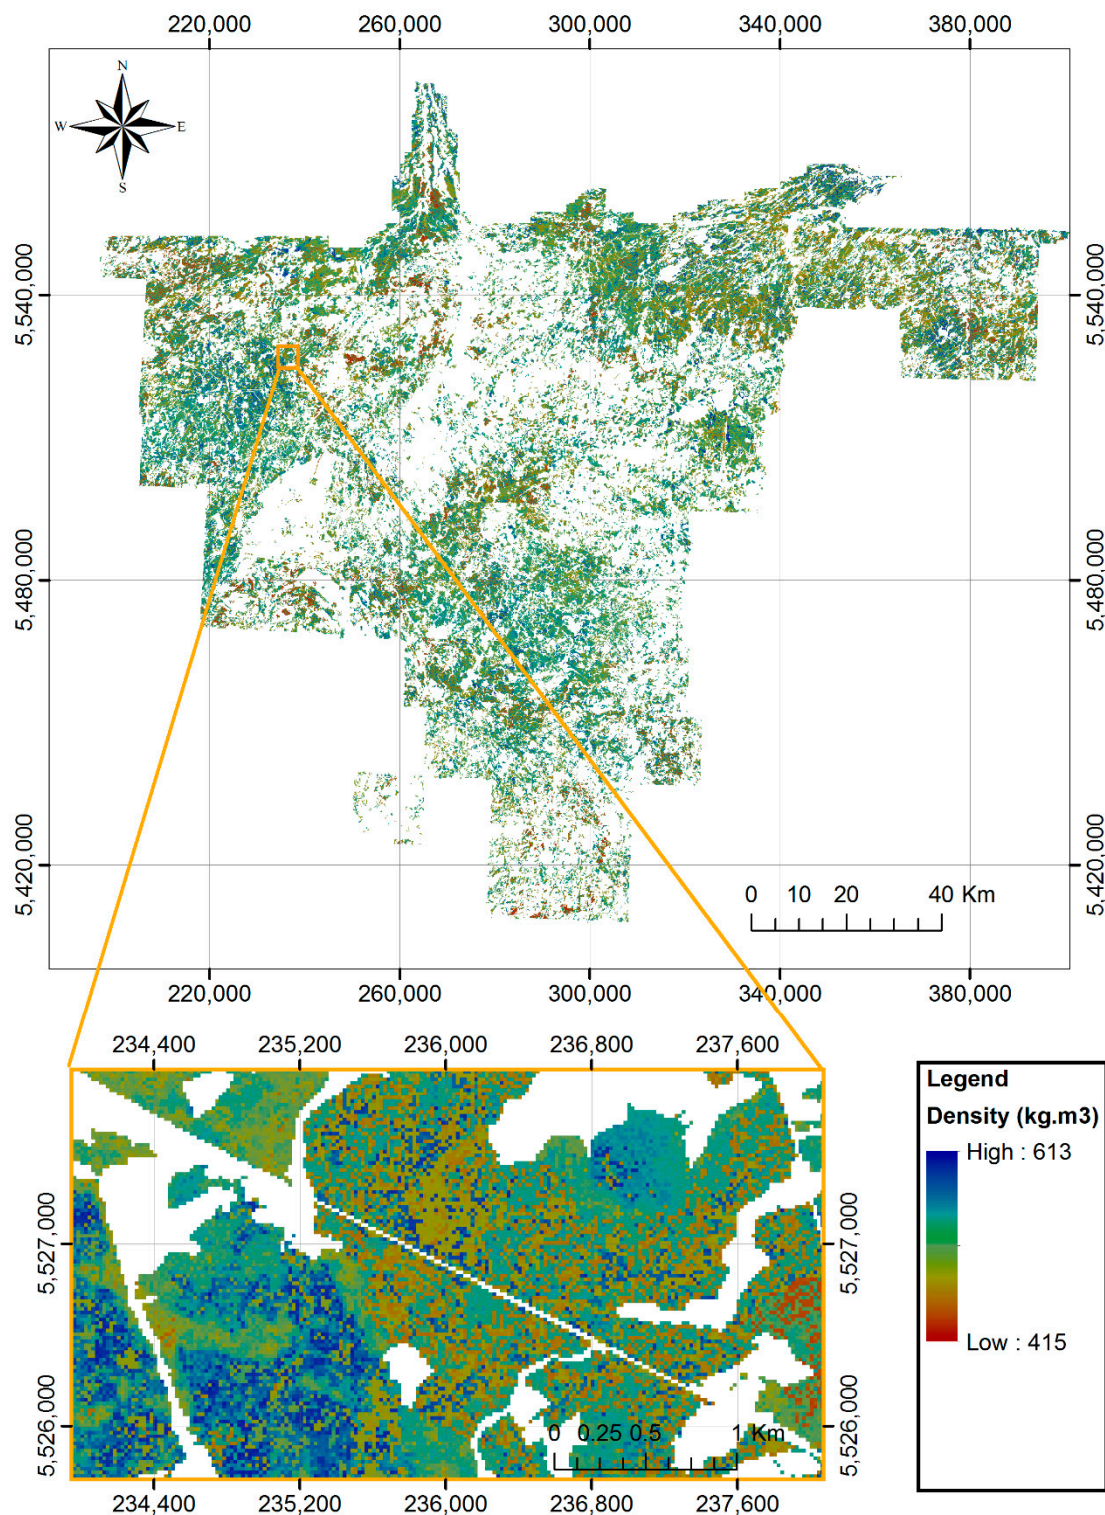 220,000 260,000 300,000 340,000 380,000
N
W E
S
5,540,000 5,540,000
5,480,000 5,480,000
5,420,000 5,420,000
0 10 20 40 Km
220,000 260,000 300,000 340,000 380,000
234,400 235,200 236,000 236,800 237,600
Legend
Density (kg.m3)
High : 613
Low : 415
5,527,000 5,527,000
5,526,000 5,526,000
0 0.25 0.5 1 Km
234,400 235,200 236,000 236,800 237,600